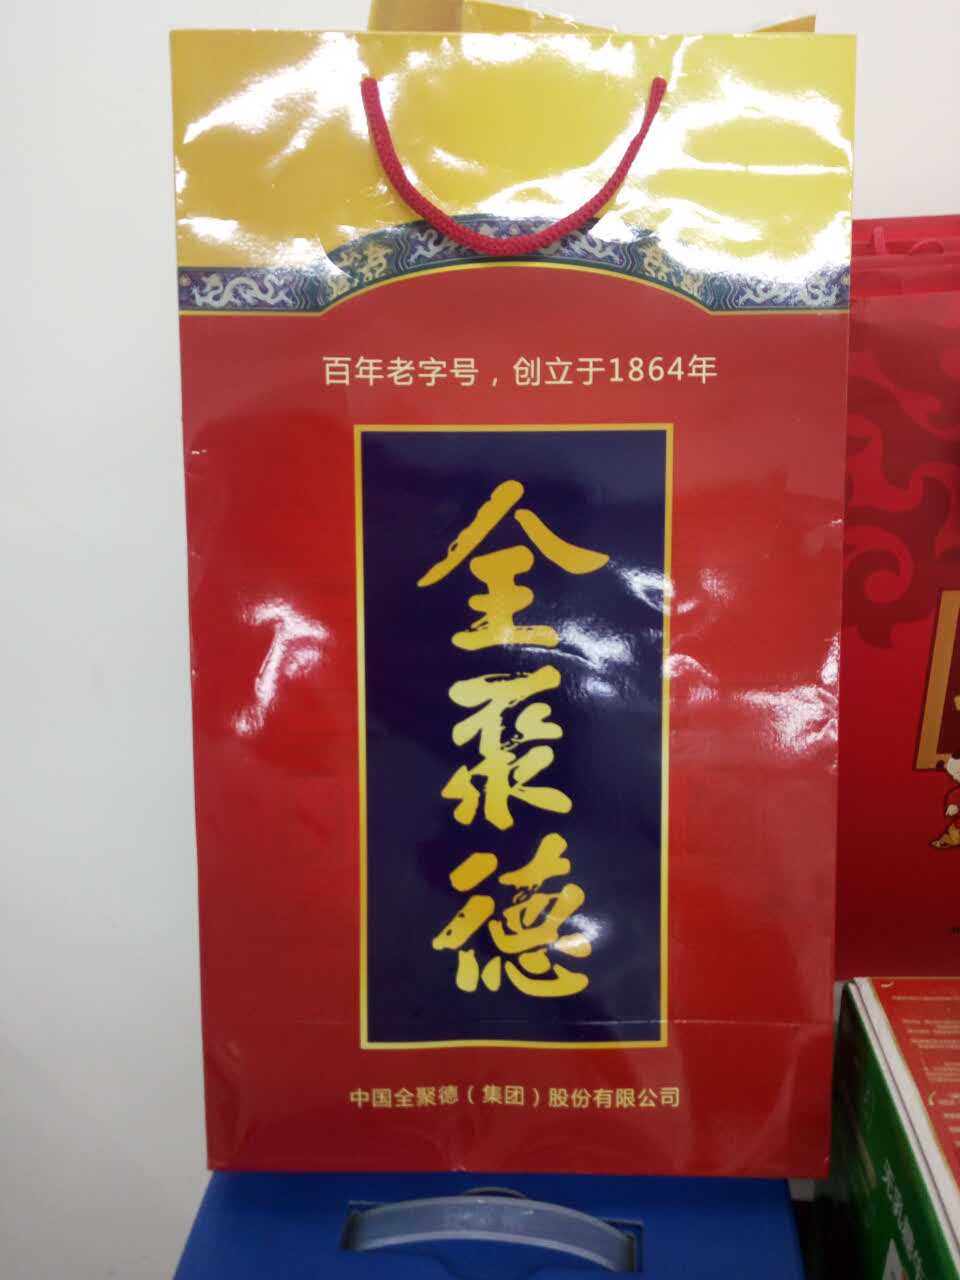 百年老字号，创立于1864年
全聚德
中国全聚德（集团）股份有限公司